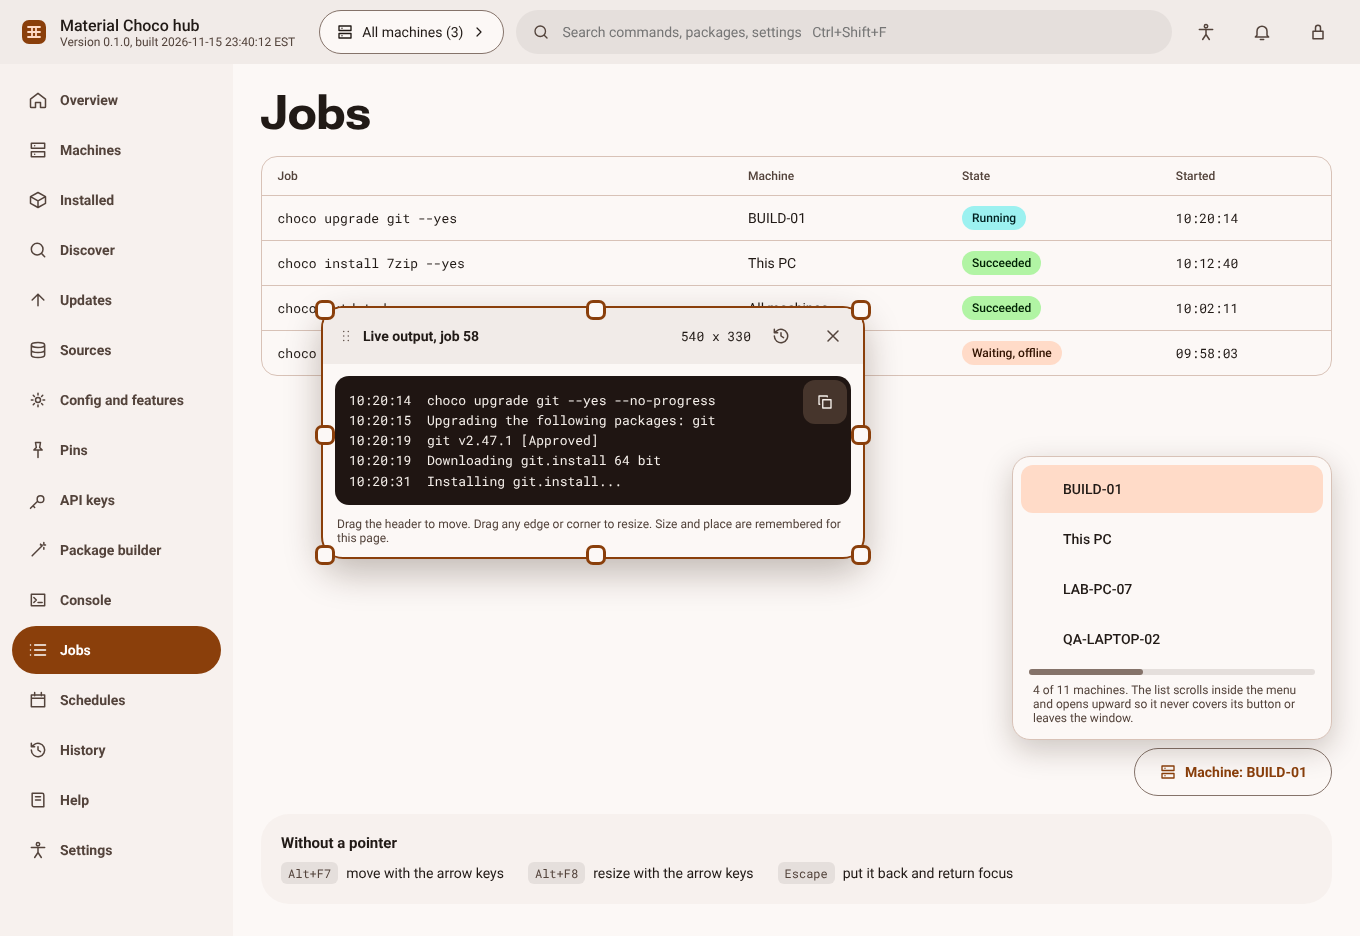 Material Choco hub
Version 0.1.0, built 2026-11-15 23:40:12 EST
All machines (3)
Search commands, packages, settings Ctrl+Shift+F
Overview
Machines
Installed
Discover
Updates
Sources
Config and features
Pins
API keys
Package builder
Console
Jobs
Schedules
History
Help
Settings
Jobs
Job Machine State Started
choco upgrade git --yes BUILD-01 Running 10:20:14
choco install 7zip --yes This PC Succeeded 10:12:40
choco Succeeded 10:02:11
choco Waiting, offline 09:58:03
Live output, job 58 540 x 330
10:20:14 choco upgrade git --yes --no-progress
10:20:15 Upgrading the following packages: git
10:20:19 git v2.47.1 [Approved]
10:20:19 Downloading git.install 64 bit
10:20:31 Installing git.install...
Drag the header to move. Drag any edge or corner to resize. Size and place are remembered for
this page.
BUILD-01
This PC
LAB-PC-07
QA-LAPTOP-02
4 of 11 machines. The list scrolls inside the menu
and opens upward so it never covers its button or
leaves the window.
Machine: BUILD-01
Without a pointer
Alt+F7 move with the arrow keys Alt+F8 resize with the arrow keys Escape put it back and return focus